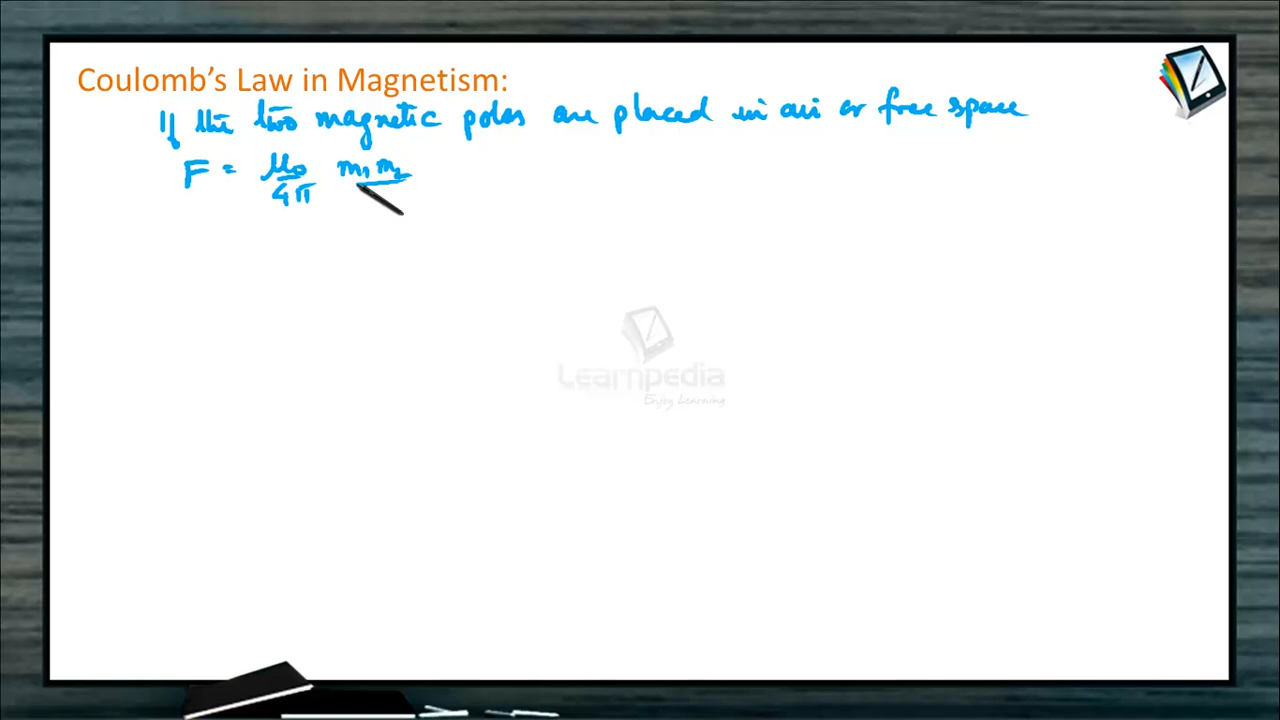 Coulomb's Law in Magnetism:
If the two magnetic poles are placed in air or free space
F = μ₀/4π m₁m₂
Learnpedia
Enjoy Learning